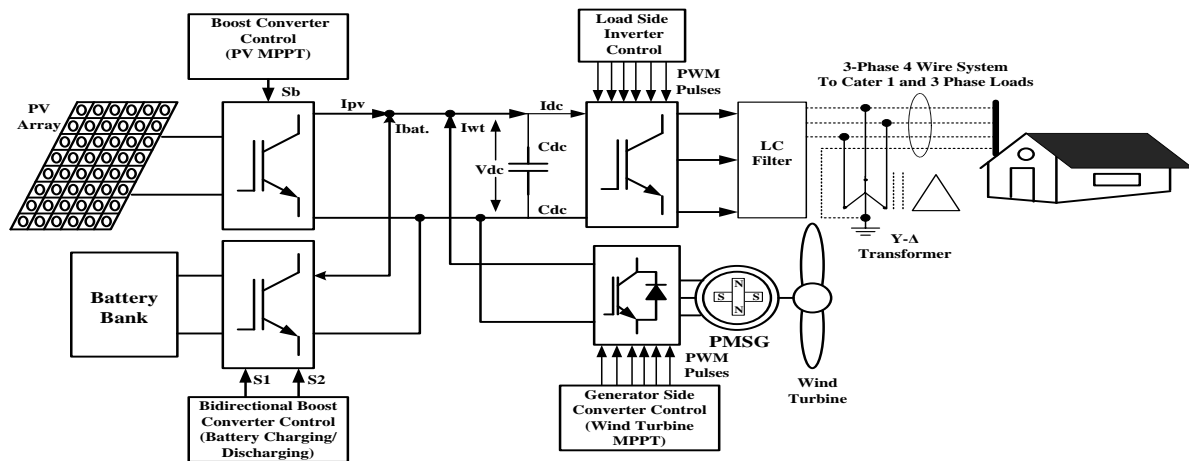 Boost Converter
Control
(PV MPPT)
Load Side
Inverter
Control
3-Phase 4 Wire System
To Cater 1 and 3 Phase Loads
PWM
Pulses
PV
Array
Sb
Ipv
Ibat.
Iwt
Idc
Cdc
Vdc
Cdc
LC
Filter
Y-Δ
Transformer
Battery
Bank
N
S
S
N
PMSG
PWM
Pulses
Wind
Turbine
S1
S2
Bidirectional Boost
Converter Control
(Battery Charging/
Discharging)
Generator Side
Converter Control
(Wind Turbine
MPPT)